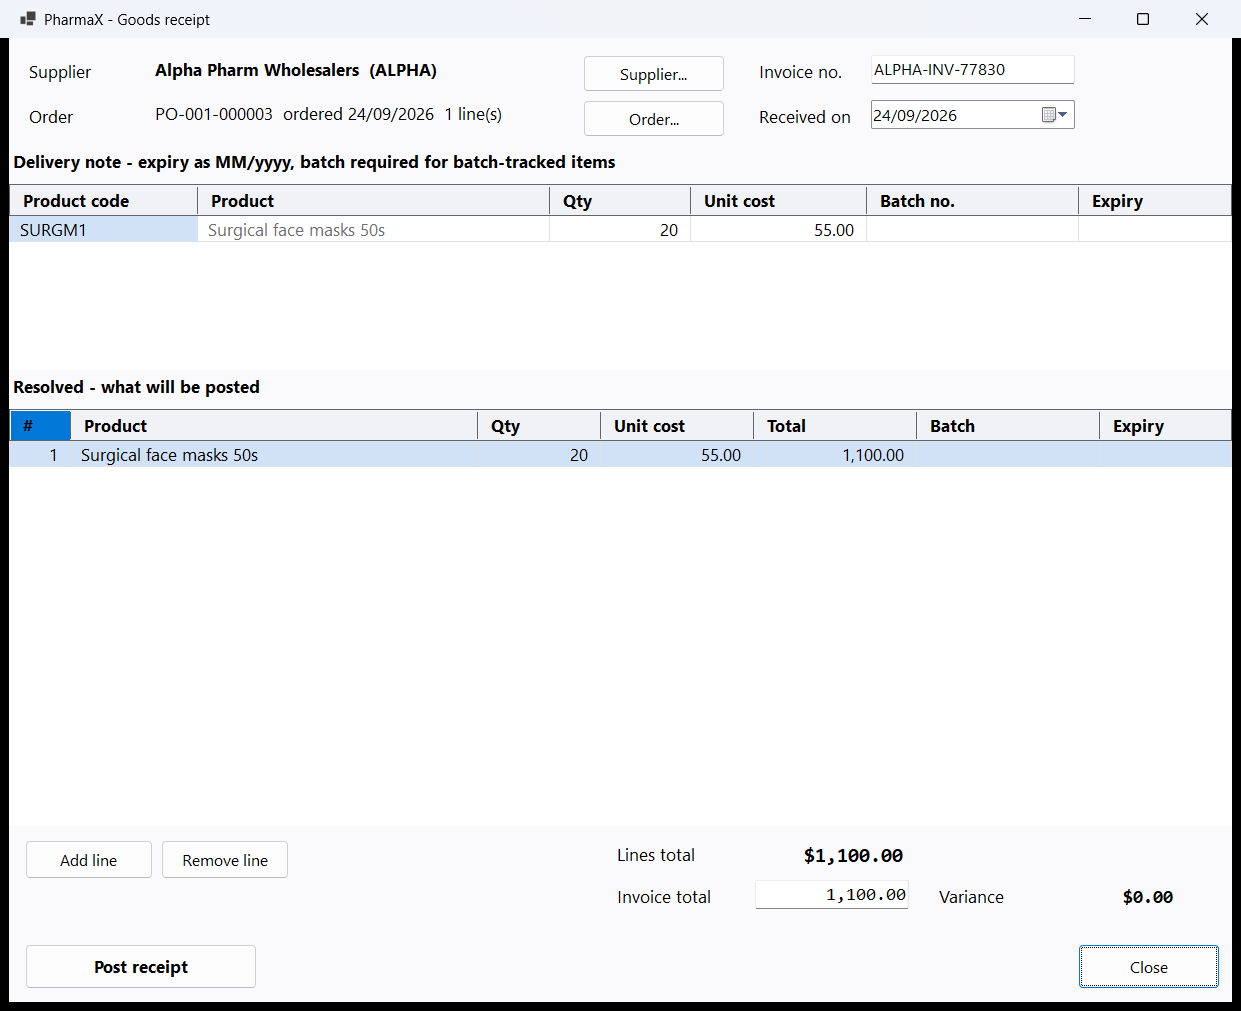 PharmaX - Goods receipt
Supplier Alpha Pharm Wholesalers (ALPHA) Supplier... Invoice no. ALPHA-INV-77830
Order PO-001-000003 ordered 24/09/2026 1 line(s) Order... Received on 24/09/2026
Delivery note - expiry as MM/yyyy, batch required for batch-tracked items
Product code Product Qty Unit cost Batch no. Expiry
SURGM1 Surgical face masks 50s 20 55.00
Resolved - what will be posted
# Product Qty Unit cost Total Batch Expiry
1 Surgical face masks 50s 20 55.00 1,100.00
Add line Remove line Lines total $1,100.00
Invoice total 1,100.00 Variance $0.00
Post receipt Close